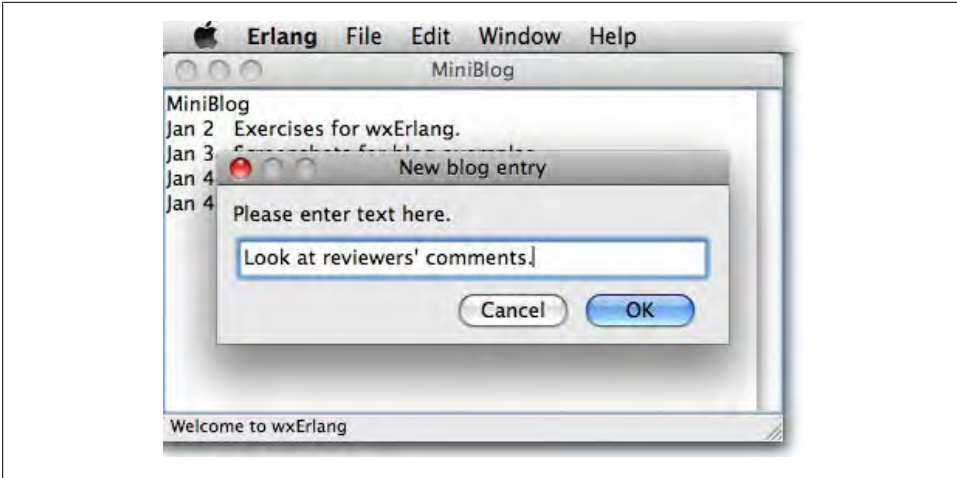 Erlang File Edit Window Help
MiniBlog
MiniBlog
Jan 2 Exercises for wxErlang.
Jan 3
Jan 4
Jan 4
New blog entry
Please enter text here.
Look at reviewers' comments.
Cancel OK
Welcome to wxErlang